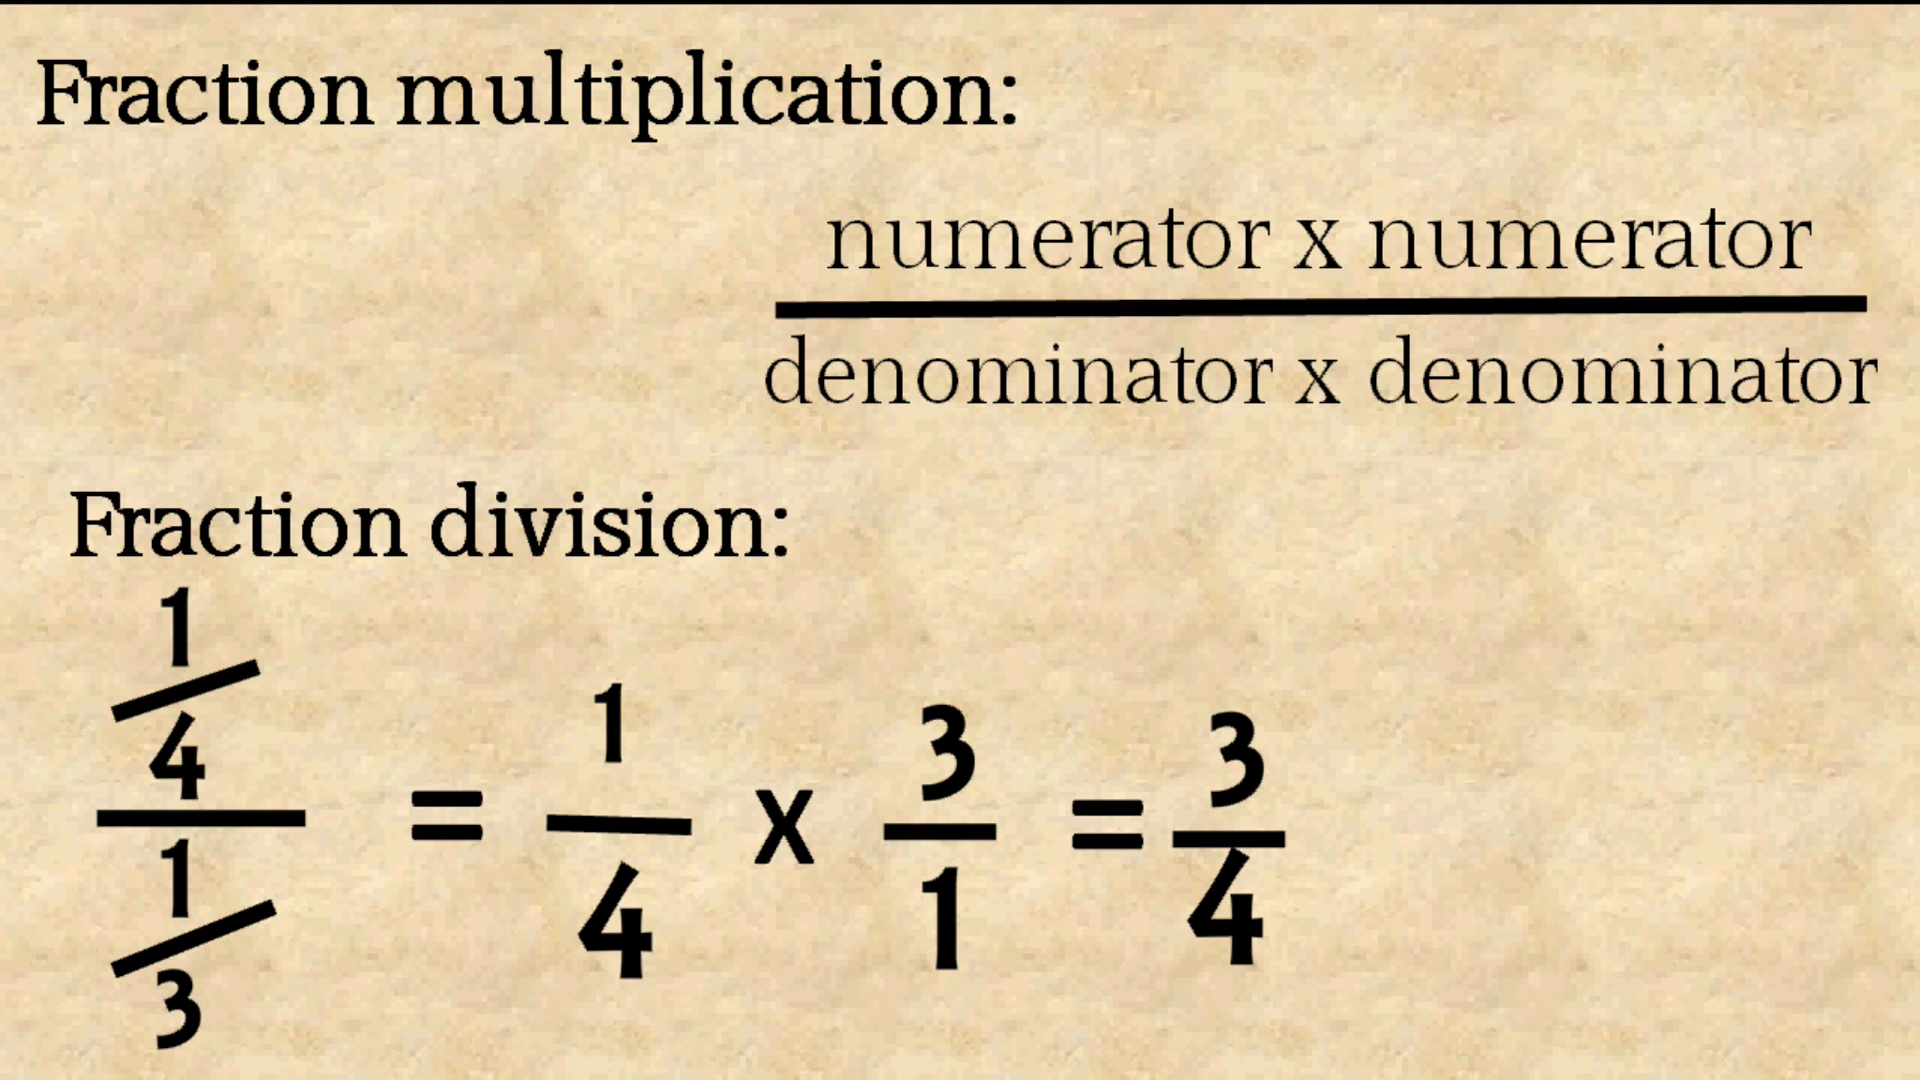 Fraction multiplication:
numerator x numerator
denominator x denominator
Fraction division:
1/4 / 1/3 = 1/4 x 3/1 = 3/4